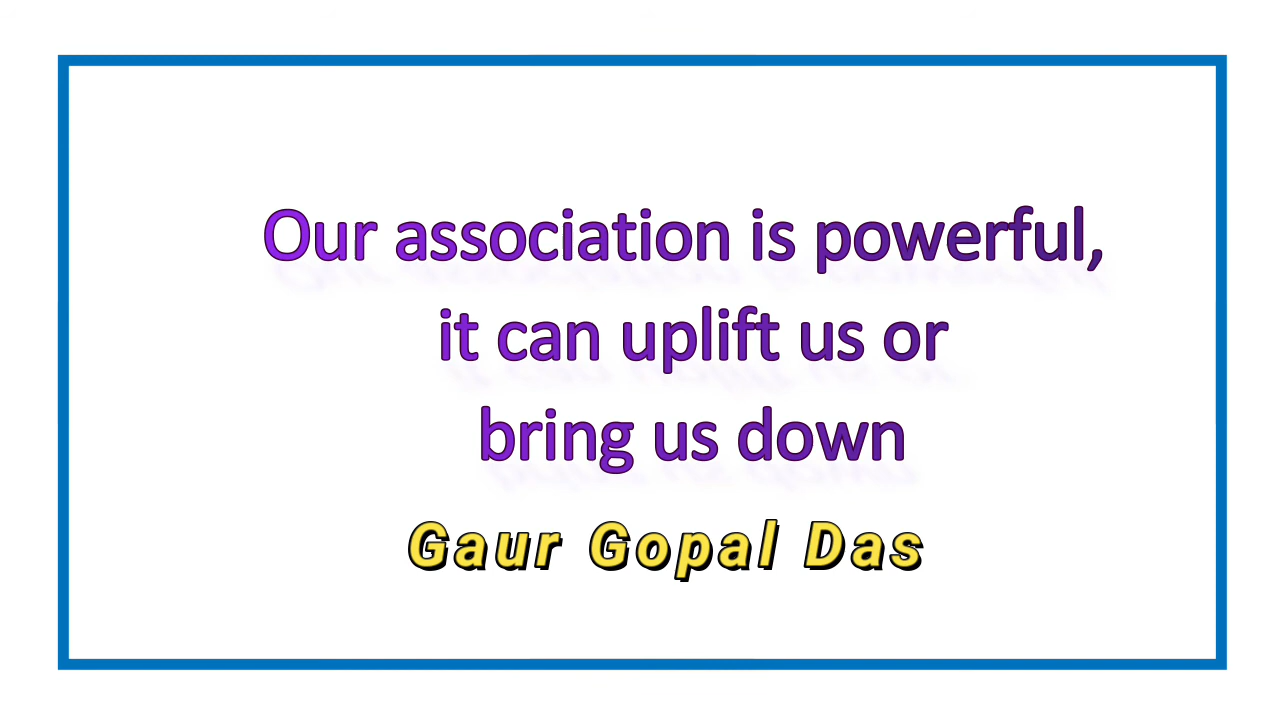 Our association is powerful,
it can uplift us or
bring us down
Gaur Gopal Das